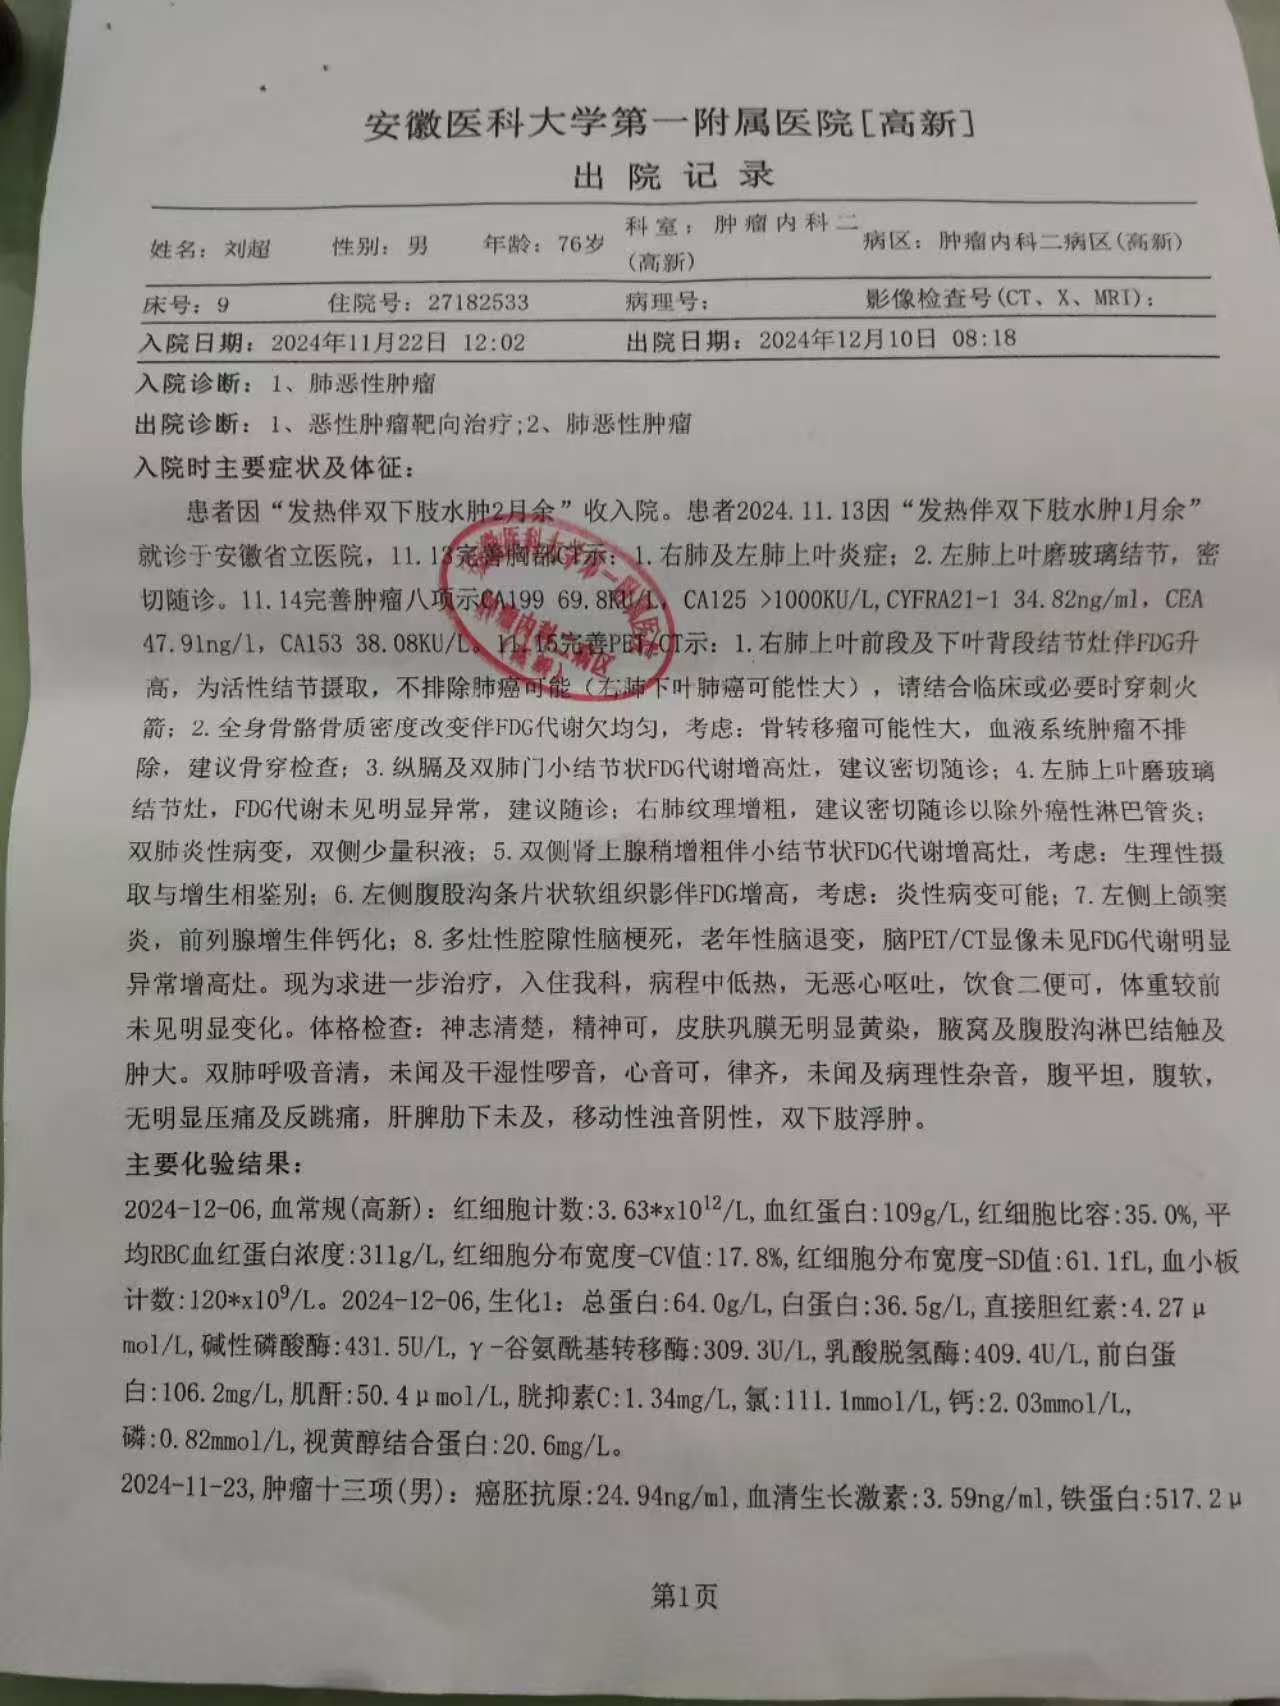 安徽医科大学第一附属医院[高新]
出院记录
姓名：刘超 性别：男 年龄：76岁 科室：肿瘤内科二(高新) 病区：肿瘤内科二病区(高新)
床号：9 住院号：27182533 病理号： 影像检查号(CT、X、MRI)：
入院日期：2024年11月22日 12:02 出院日期：2024年12月10日 08:18
入院诊断：1、肺恶性肿瘤
出院诊断：1、恶性肿瘤靶向治疗;2、肺恶性肿瘤
入院时主要症状及体征：
患者因“发热伴双下肢水肿2月余”收入院。患者2024.11.13因“发热伴双下肢水肿1月余”
就诊于安徽省立医院，11.13完善胸部CT示：1.右肺及左肺上叶炎症；2.左肺上叶磨玻璃结节，密
切随诊。11.14完善肿瘤八项示CA199 69.8KU/L，CA125 >1000KU/L,CYFRA21-1 34.82ng/ml，CEA
47.91ng/l，CA153 38.08KU/L。11.15完善PET/CT示：1.右肺上叶前段及下叶背段结节灶伴FDG升
高，为活性结节摄取，不排除肺癌可能（右肺下叶肺癌可能性大），请结合临床或必要时穿刺火
箭；2.全身骨骼骨质密度改变伴FDG代谢欠均匀，考虑：骨转移瘤可能性大，血液系统肿瘤不排
除，建议骨穿检查；3.纵膈及双肺门小结节状FDG代谢增高灶，建议密切随诊；4.左肺上叶磨玻璃
结节灶，FDG代谢未见明显异常，建议随诊；右肺纹理增粗，建议密切随诊以除外癌性淋巴管炎；
双肺炎性病变，双侧少量积液；5.双侧肾上腺稍增粗伴小结节状FDG代谢增高灶，考虑：生理性摄
取与增生相鉴别；6.左侧腹股沟条片状软组织影伴FDG增高，考虑：炎性病变可能；7.左侧上颌窦
炎，前列腺增生伴钙化；8.多灶性腔隙性脑梗死，老年性脑退变，脑PET/CT显像未见FDG代谢明显
异常增高灶。现为求进一步治疗，入住我科，病程中低热，无恶心呕吐，饮食二便可，体重较前
未见明显变化。体格检查：神志清楚，精神可，皮肤巩膜无明显黄染，腋窝及腹股沟淋巴结触及
肿大。双肺呼吸音清，未闻及干湿性啰音，心音可，律齐，未闻及病理性杂音，腹平坦，腹软，
无明显压痛及反跳痛，肝脾肋下未及，移动性浊音阴性，双下肢浮肿。
主要化验结果：
2024-12-06,血常规(高新)：红细胞计数:3.63*x10¹²/L,血红蛋白:109g/L,红细胞比容:35.0%,平
均RBC血红蛋白浓度:311g/L,红细胞分布宽度-CV值:17.8%,红细胞分布宽度-SD值:61.1fL,血小板
计数:120*x10⁹/L。2024-12-06,生化1：总蛋白:64.0g/L,白蛋白:36.5g/L,直接胆红素:4.27μ
mol/L,碱性磷酸酶:431.5U/L,γ-谷氨酰基转移酶:309.3U/L,乳酸脱氢酶:409.4U/L,前白蛋
白:106.2mg/L,肌酐:50.4μmol/L,胱抑素C:1.34mg/L,氯:111.1mmol/L,钙:2.03mmol/L,
磷:0.82mmol/L,视黄醇结合蛋白:20.6mg/L。
2024-11-23,肿瘤十三项(男)：癌胚抗原:24.94ng/ml,血清生长激素:3.59ng/ml,铁蛋白:517.2μ
第1页